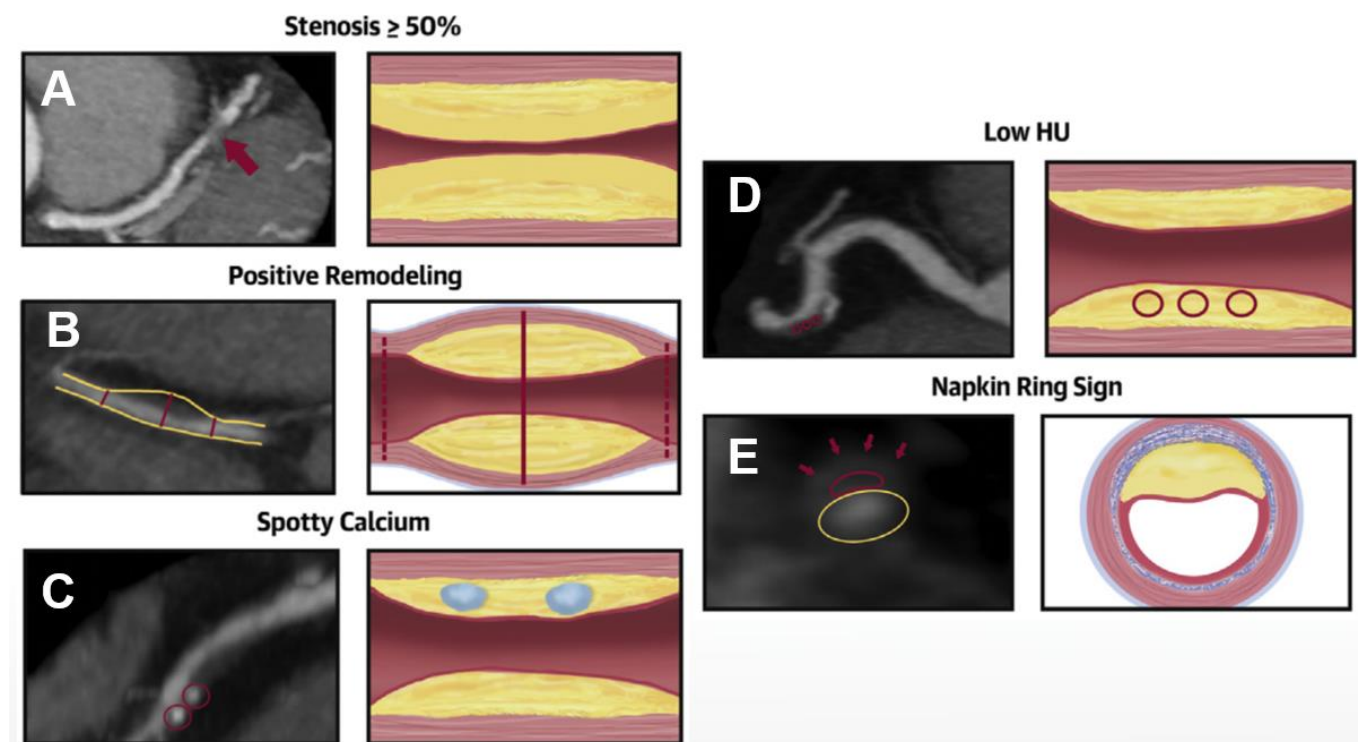 Stenosis ≥ 50%
A
Positive Remodeling
B
Spotty Calcium
C
Low HU
D
Napkin Ring Sign
E